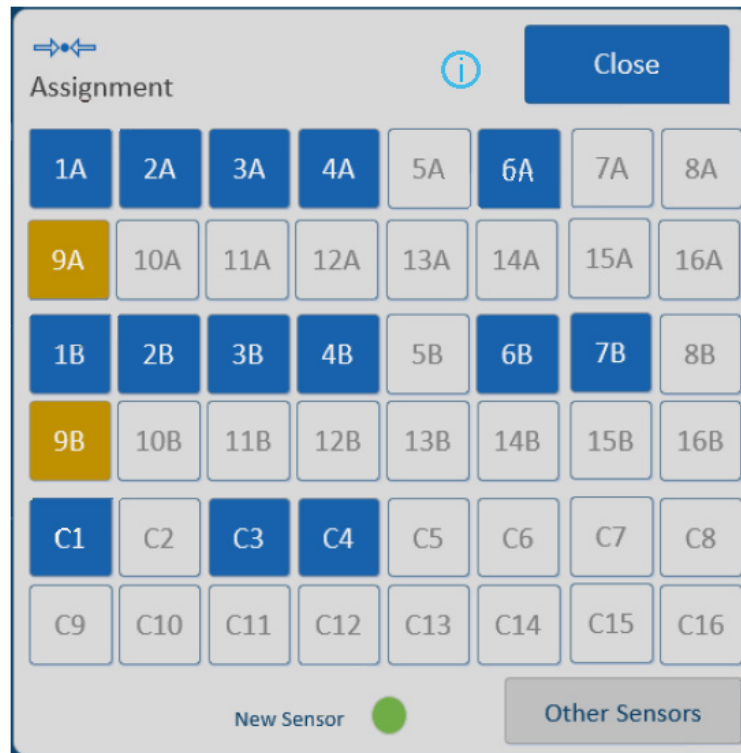 Assignment
i
Close
1A 2A 3A 4A 5A 6A 7A 8A
9A 10A 11A 12A 13A 14A 15A 16A
1B 2B 3B 4B 5B 6B 7B 8B
9B 10B 11B 12B 13B 14B 15B 16B
C1 C2 C3 C4 C5 C6 C7 C8
C9 C10 C11 C12 C13 C14 C15 C16
New Sensor
Other Sensors